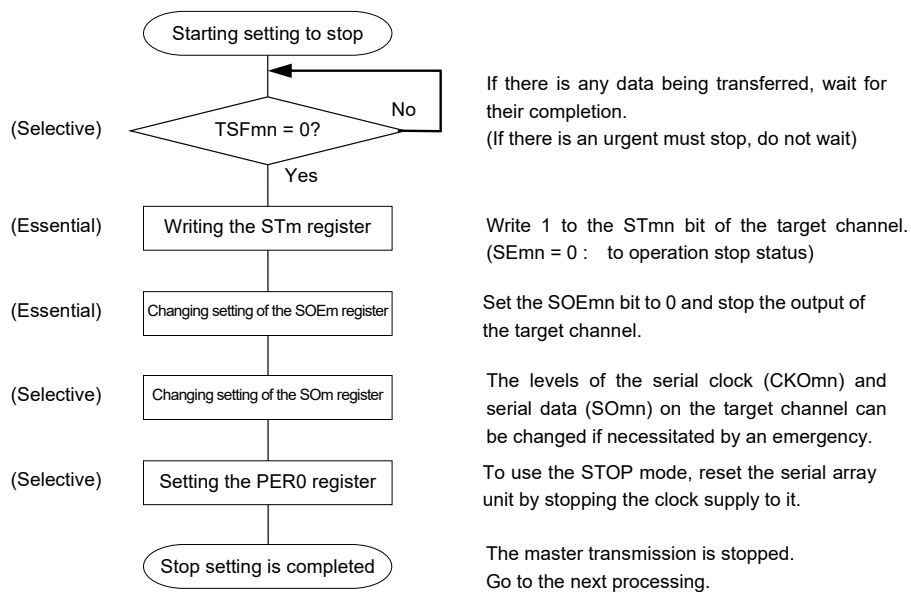 Starting setting to stop
No
If there is any data being transferred, wait for
their completion.
(If there is an urgent must stop, do not wait)
(Selective)
TSFmn = 0?
Yes
(Essential)
Writing the STm register
Write 1 to the STmn bit of the target channel.
(SEmn = 0 : to operation stop status)
(Essential)
Changing setting of the SOEm register
Set the SOEmn bit to 0 and stop the output of
the target channel.
(Selective)
Changing setting of the SOm register
The levels of the serial clock (CKOmn) and
serial data (SOmn) on the target channel can
be changed if necessitated by an emergency.
(Selective)
Setting the PER0 register
To use the STOP mode, reset the serial array
unit by stopping the clock supply to it.
Stop setting is completed
The master transmission is stopped.
Go to the next processing.